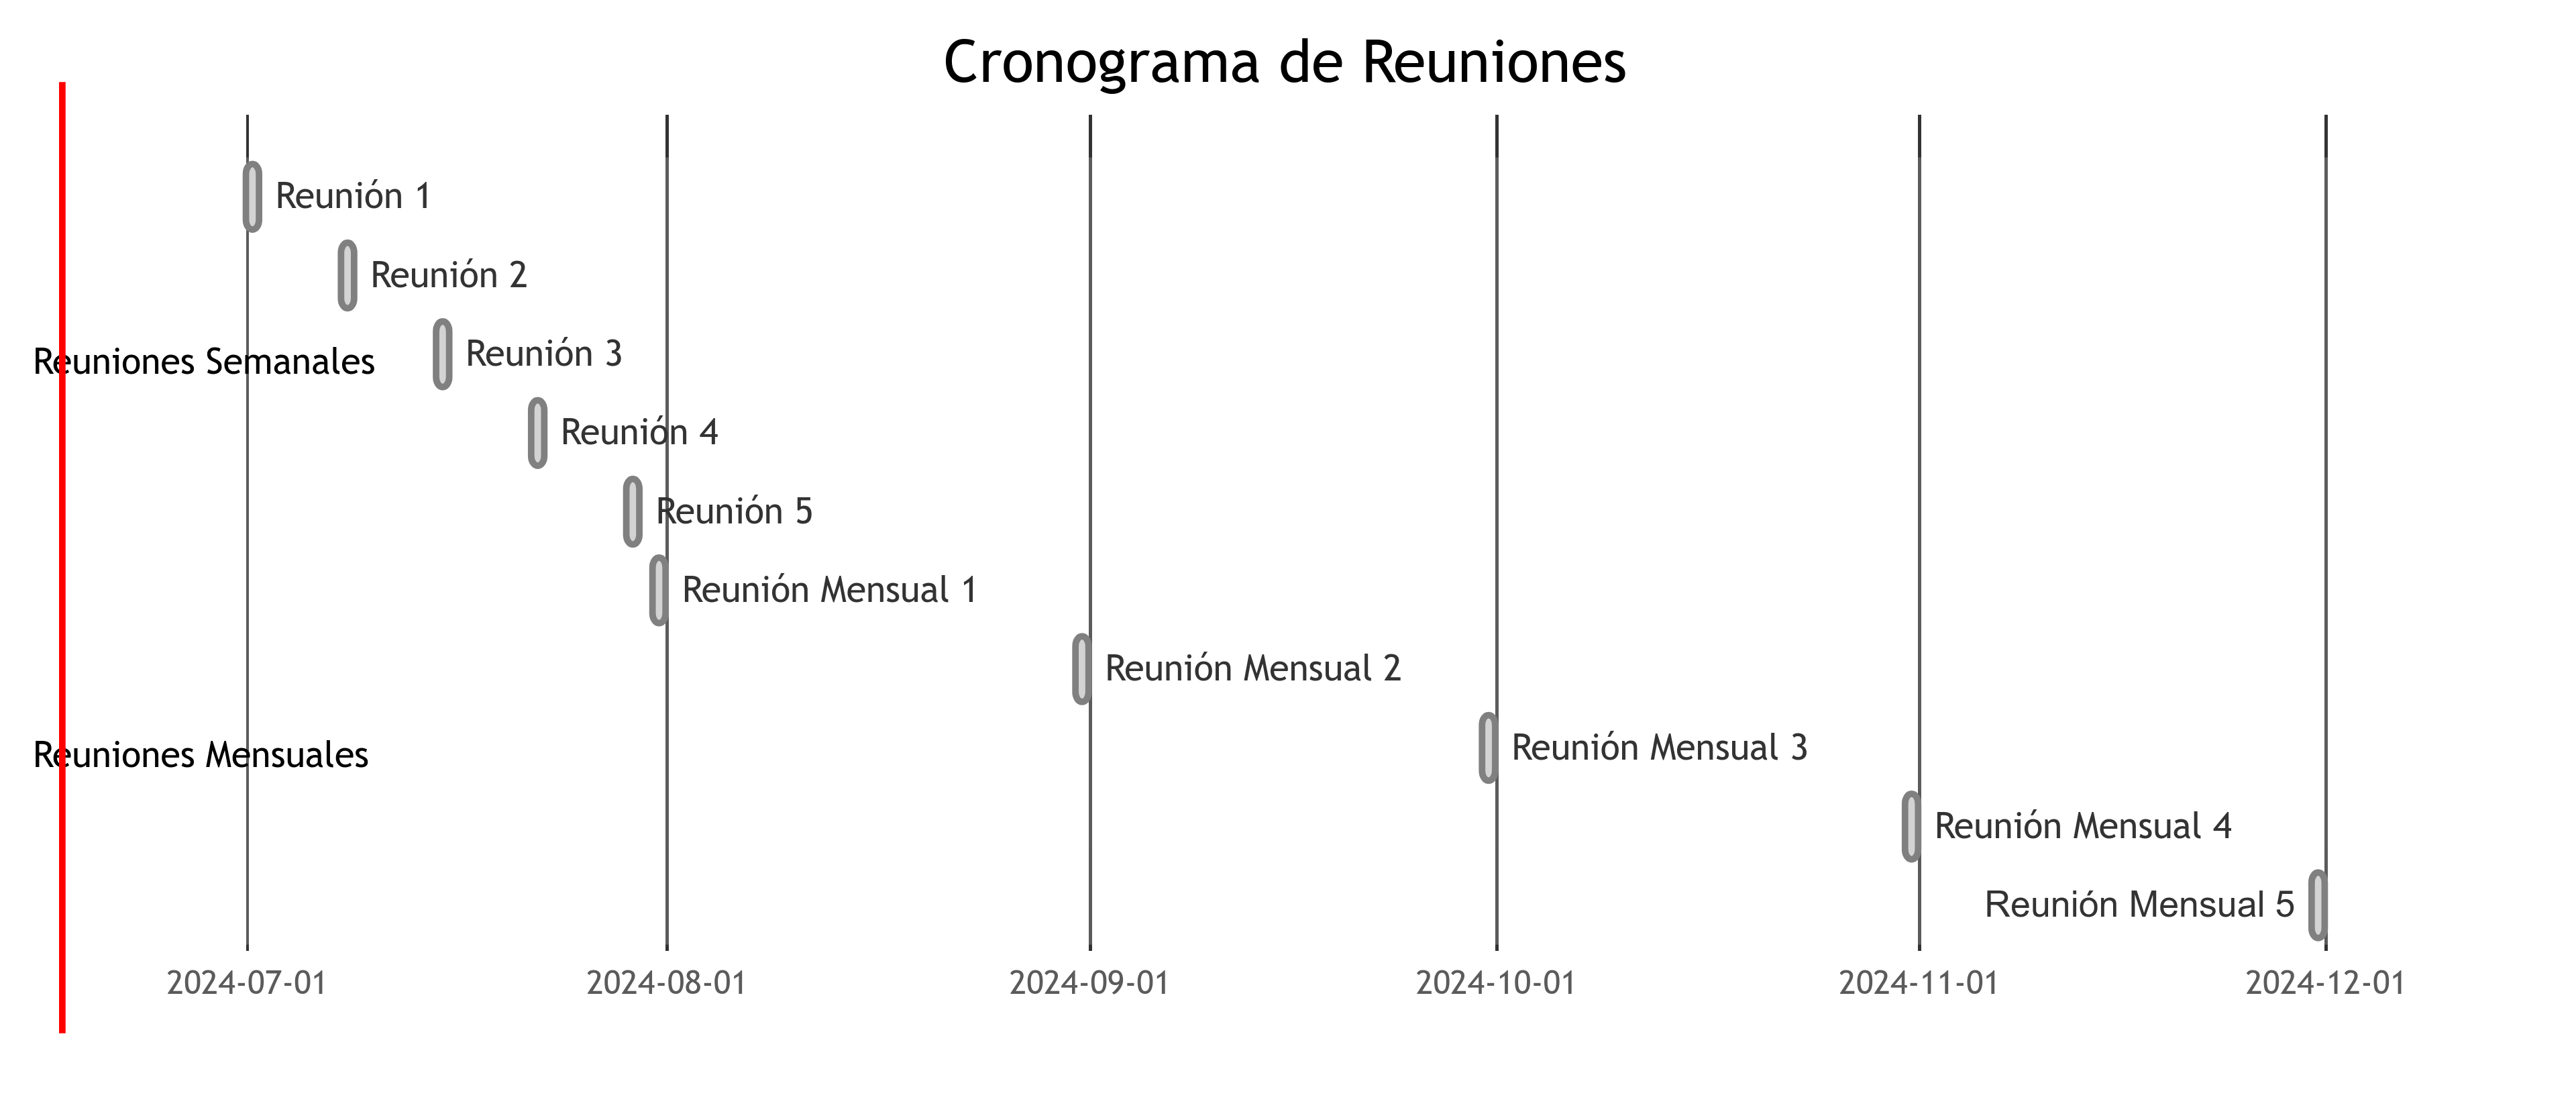 Cronograma de Reuniones
Reunión 1
Reunión 2
Reunión 3
Reuniones Semanales
Reunión 4
Reunión 5
Reunión Mensual 1
Reunión Mensual 2
Reunión Mensual 3
Reuniones Mensuales
Reunión Mensual 4
Reunión Mensual 5
2024-07-01 2024-08-01 2024-09-01 2024-10-01 2024-11-01 2024-12-01